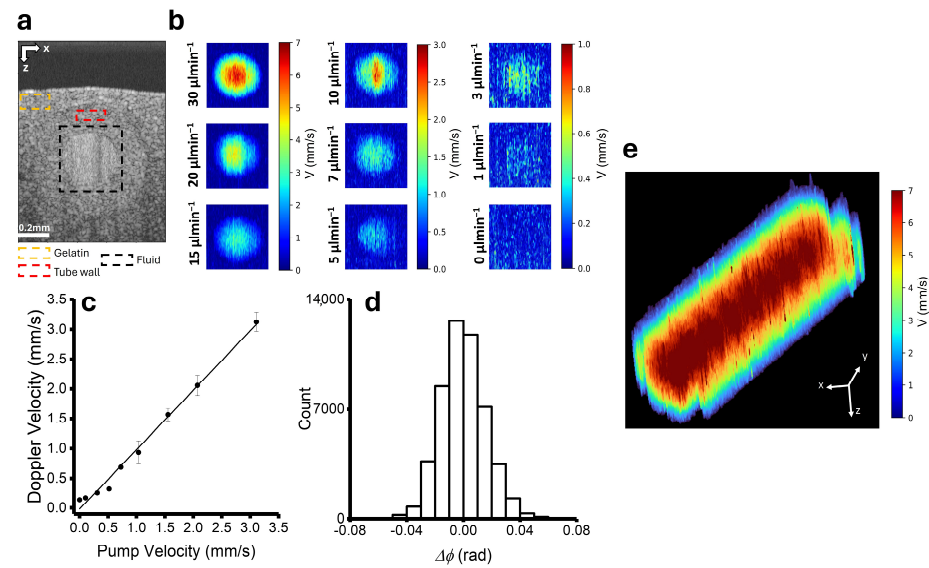 a
x
z
0.2mm
Gelatin
Tube wall
Fluid
b
30 µlmin⁻¹
20 µlmin⁻¹
15 µlmin⁻¹
7
6
5
4
3
2
1
0
V (mm/s)
10 µlmin⁻¹
7 µlmin⁻¹
5 µlmin⁻¹
3.0
2.5
2.0
1.5
1.0
0.5
0.0
V (mm/s)
3 µlmin⁻¹
1 µlmin⁻¹
0 µlmin⁻¹
1.0
0.8
0.6
0.4
0.2
0.0
V (mm/s)
c
Doppler Velocity (mm/s)
3.5
3.0
2.5
2.0
1.5
1.0
0.5
0.0
0.0 0.5 1.0 1.5 2.0 2.5 3.0 3.5
Pump Velocity (mm/s)
d
Count
14,000
7000
0
-0.08 -0.04 0.00 0.04 0.08
Δϕ (rad)
e
x
y
z
7
6
5
4
3
2
1
0
V (mm/s)